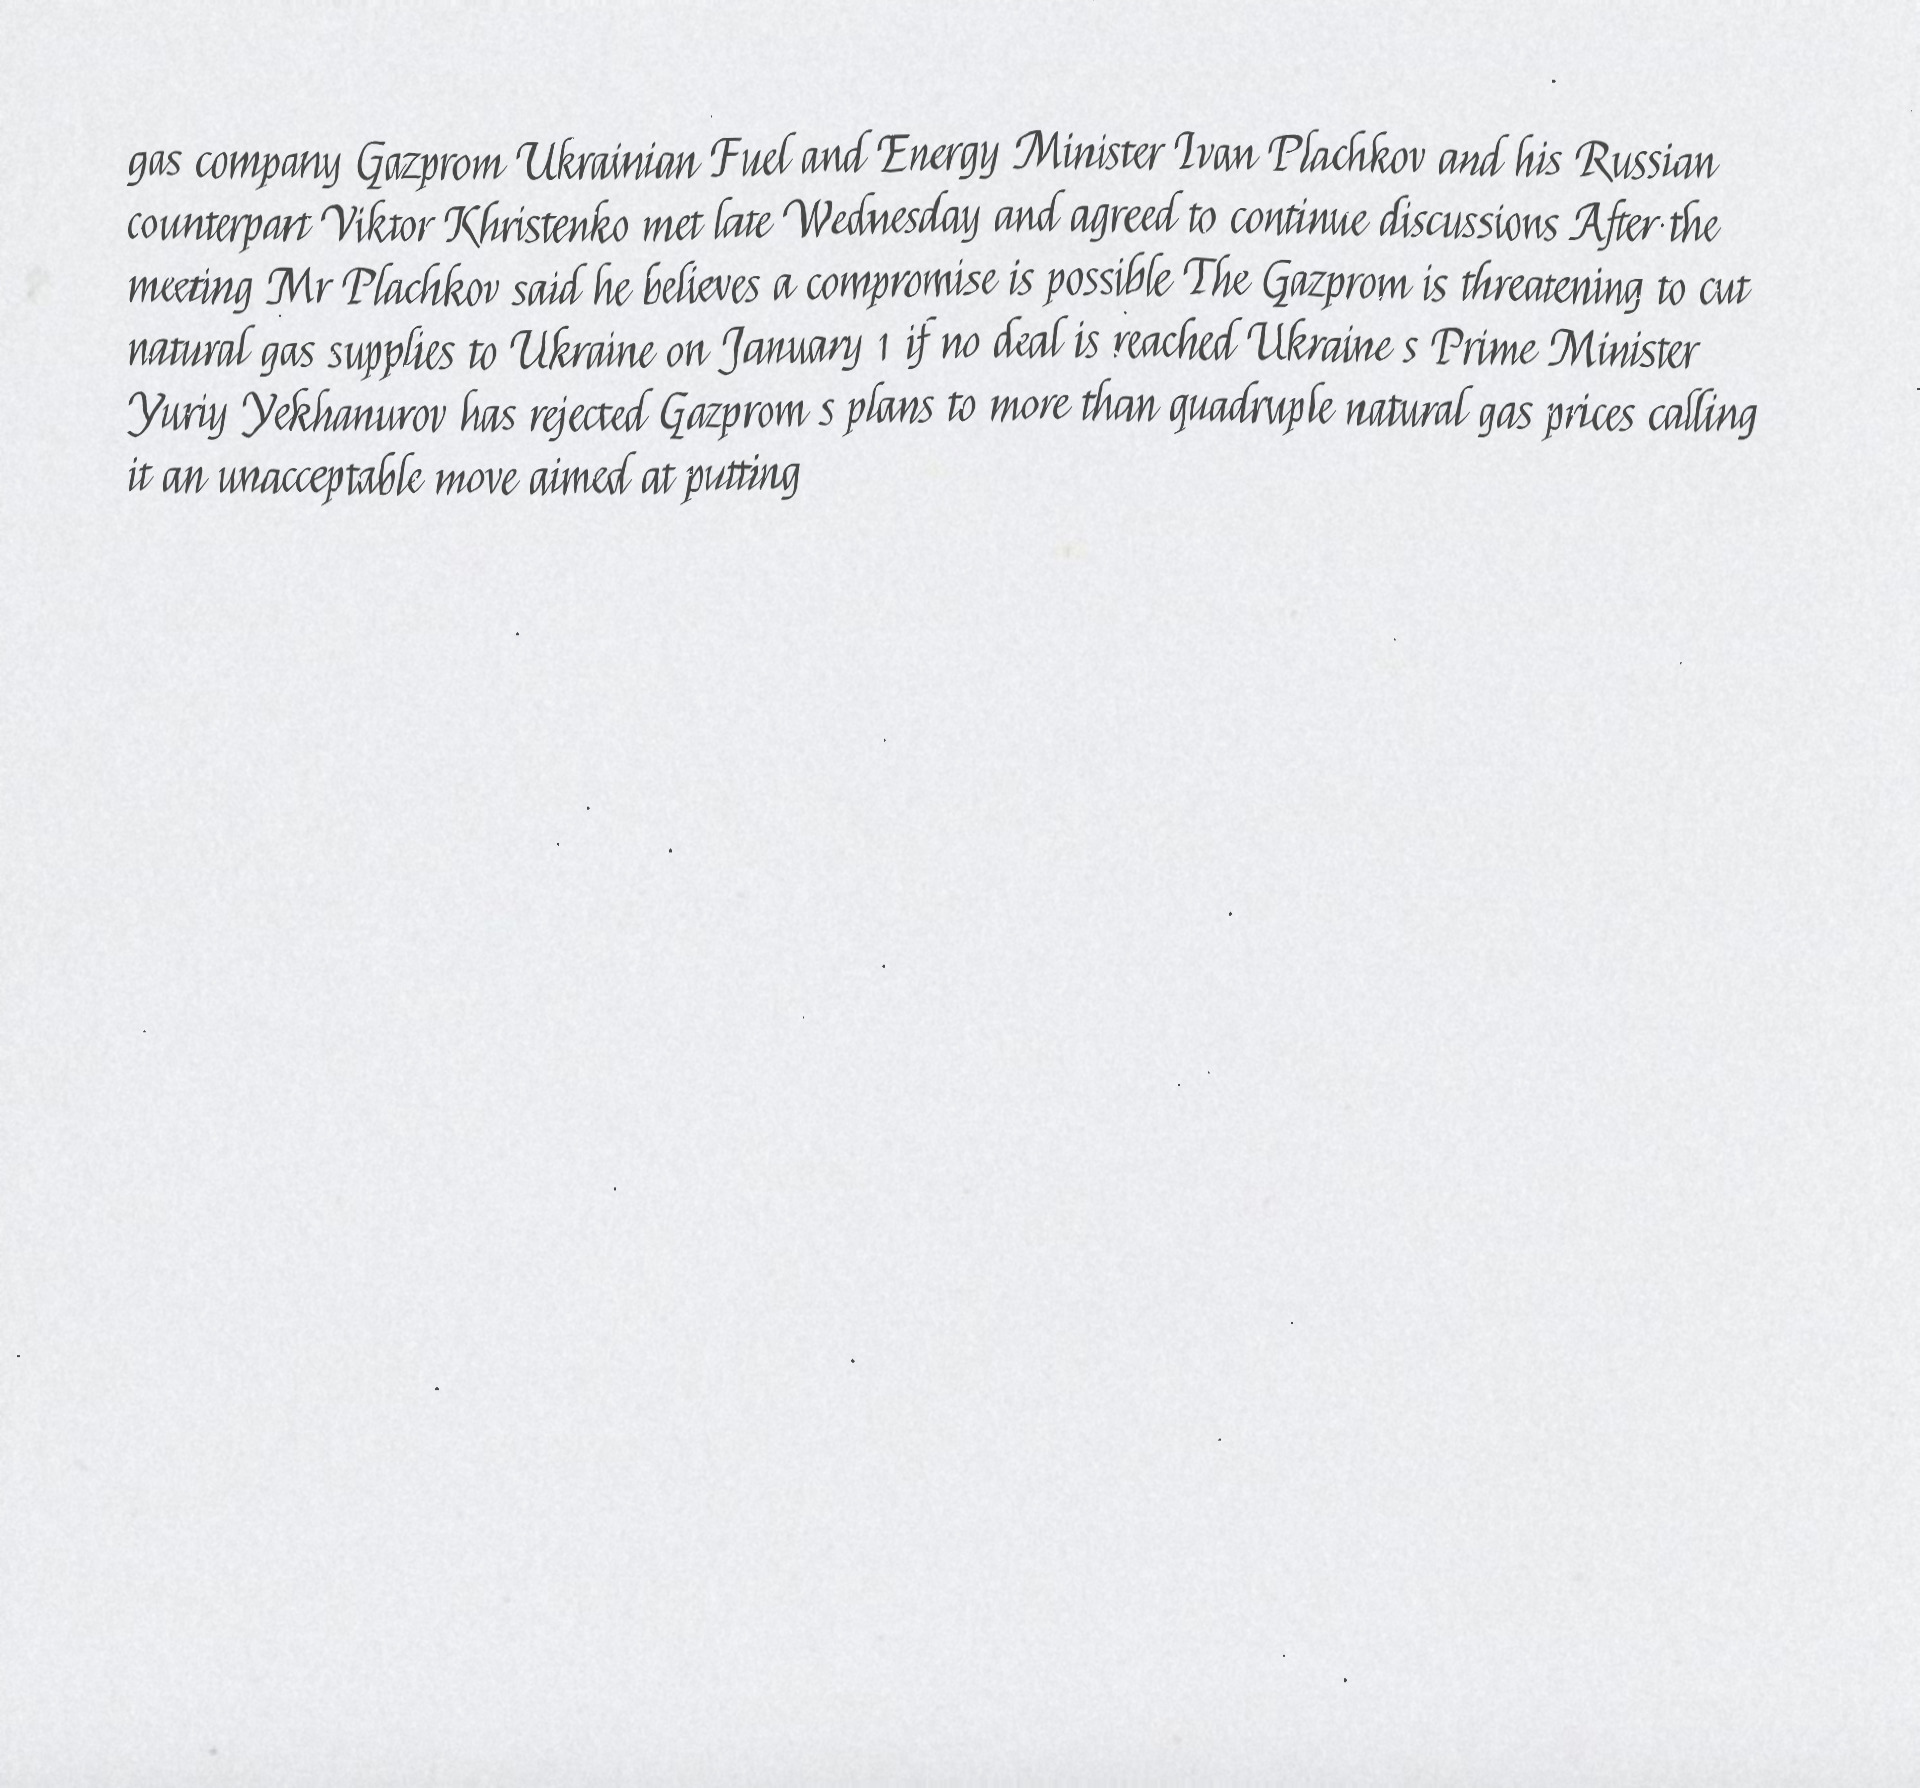 gas company Gazprom Ukrainian Fuel and Energy Minister Ivan Plachkov and his Russian
counterpart Viktor Khristenko met late Wednesday and agreed to continue discussions After the
meeting Mr Plachkov said he believes a compromise is possible The Gazprom is threatening to cut
natural gas supplies to Ukraine on January 1 if no deal is reached Ukraine s Prime Minister
Yuriy Yekhanurov has rejected Gazprom s plans to more than quadruple natural gas prices calling
it an unacceptable move aimed at putting